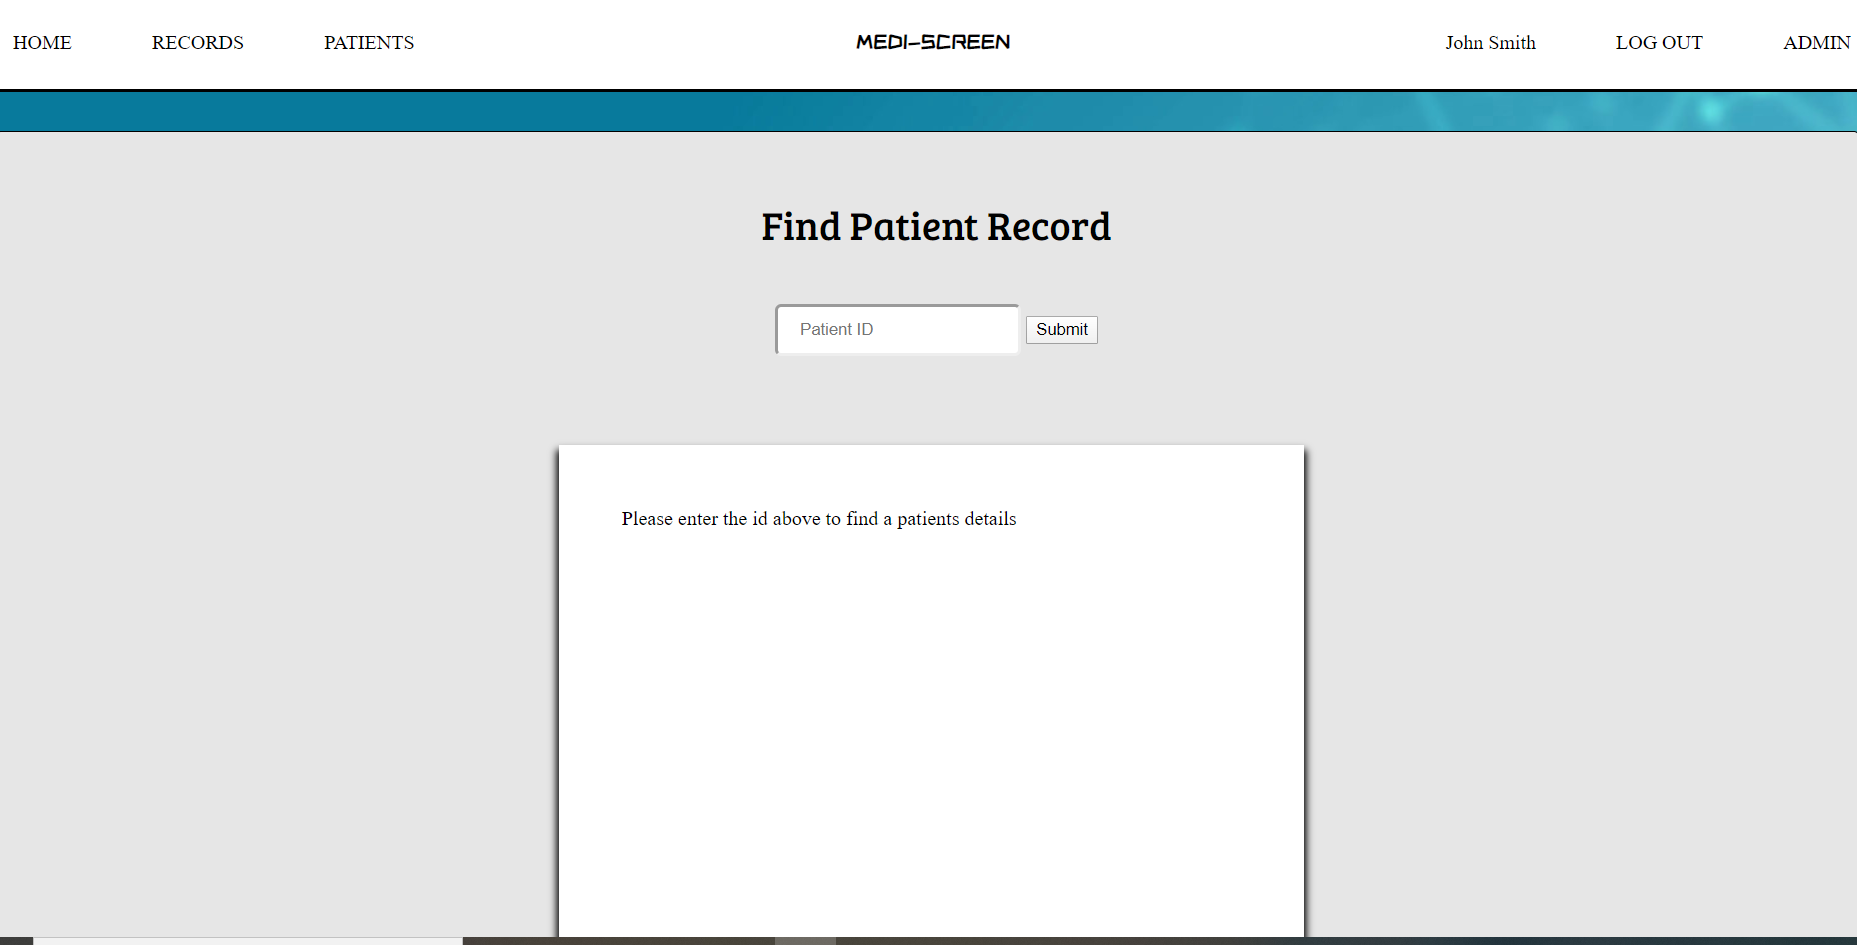 HOME RECORDS PATIENTS MEDI-SCREEN John Smith LOG OUT ADMIN
Find Patient Record
Patient ID Submit
Please enter the id above to find a patients details